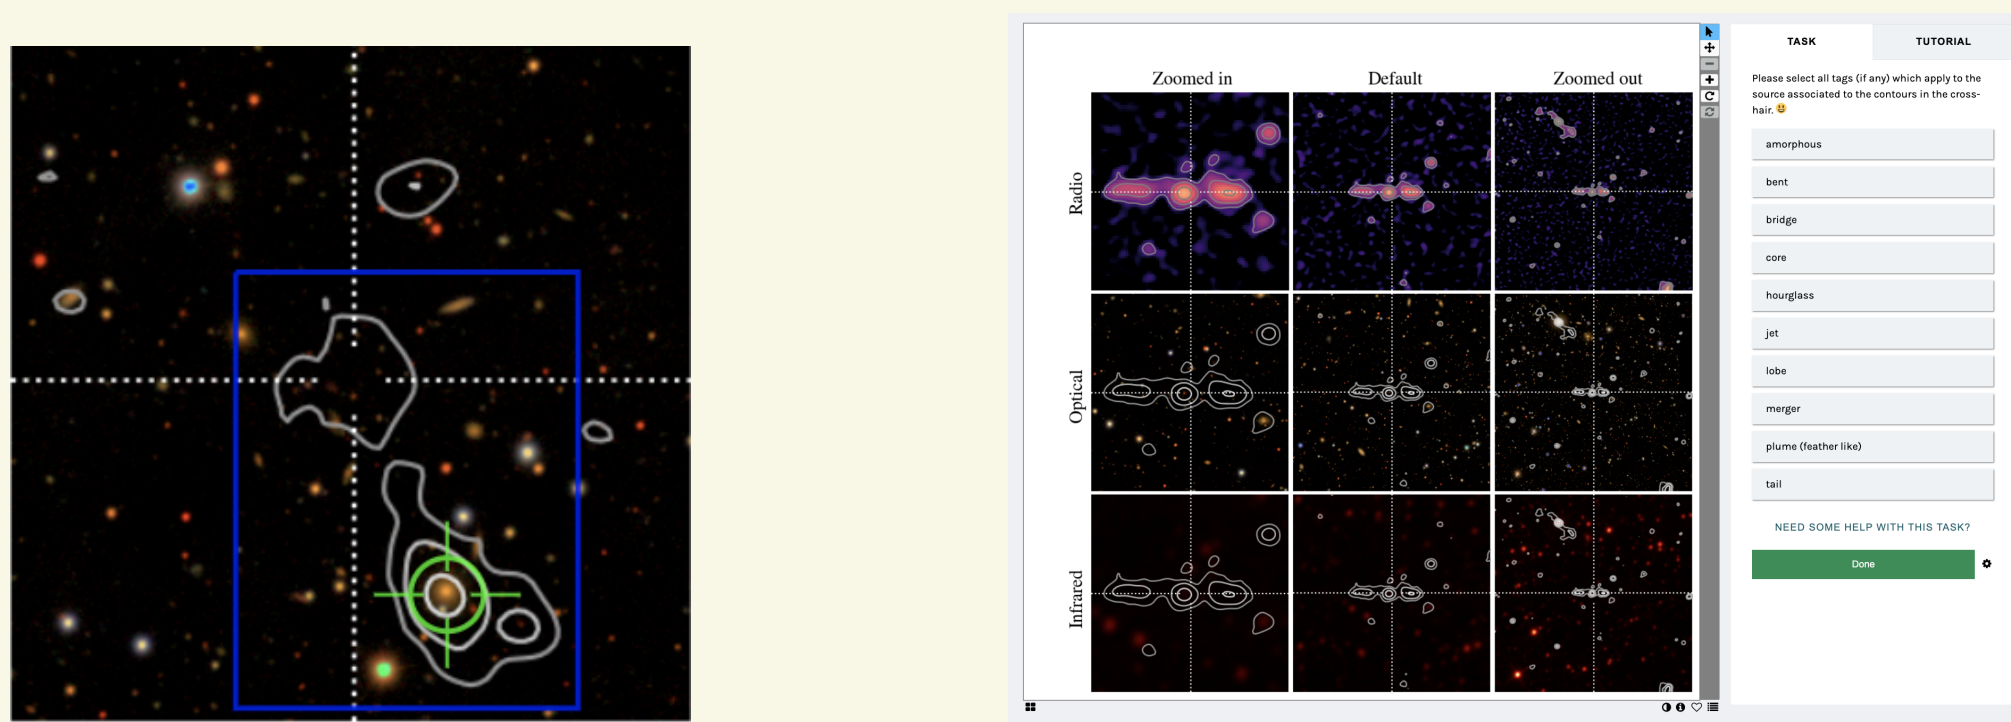 Zoomed in
Default
Zoomed out
Radio
Optical
Infrared
TASK
TUTORIAL
Please select all tags (if any) which apply to the
source associated to the contours in the cross-
hair. 😃
amorphous
bent
bridge
core
hourglass
jet
lobe
merger
plume (feather like)
tail
NEED SOME HELP WITH THIS TASK?
Done